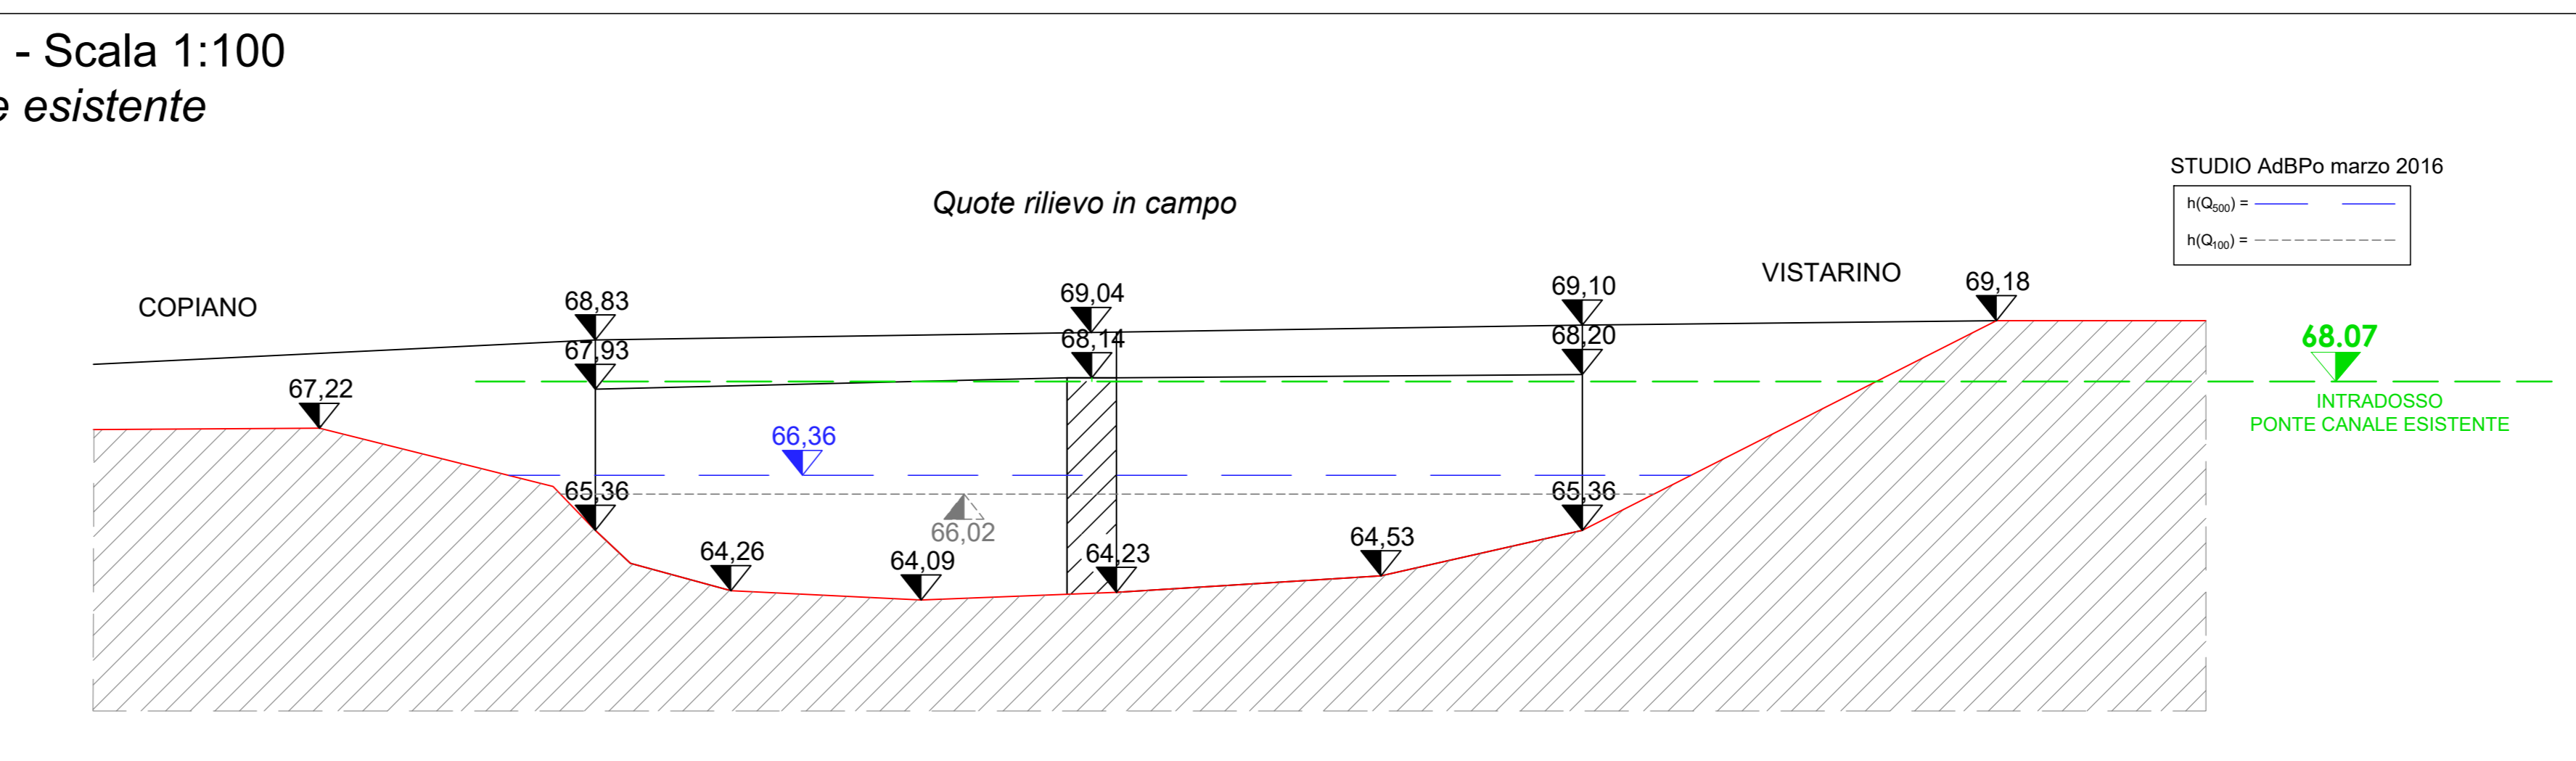 - Scala 1:100
e esistente
STUDIO AdBPo marzo 2016
h(Q500) =
h(Q100) =
Quote rilievo in campo
COPIANO
VISTARINO
68,83
69,04
69,10
69,18
67,93
68,14
68,20
68.07
67,22
INTRADOSSO
PONTE CANALE ESISTENTE
66,36
65,36
66,02
65,36
64,26
64,09
64,23
64,53